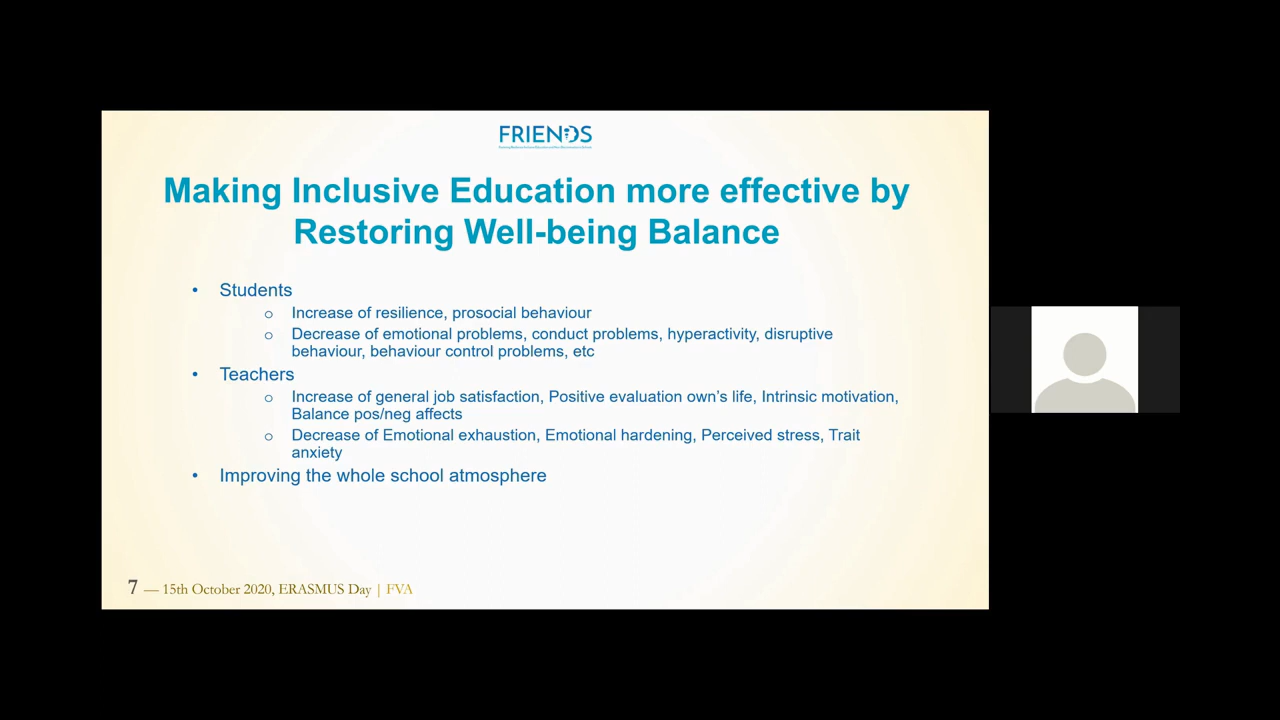 FRIENDS
Making Inclusive Education more effective by
Restoring Well-being Balance
• Students
o Increase of resilience, prosocial behaviour
o Decrease of emotional problems, conduct problems, hyperactivity, disruptive
behaviour, behaviour control problems, etc
• Teachers
o Increase of general job satisfaction, Positive evaluation own's life, Intrinsic motivation,
Balance pos/neg affects
o Decrease of Emotional exhaustion, Emotional hardening, Perceived stress, Trait
anxiety
• Improving the whole school atmosphere
7 — 15th October 2020, ERASMUS Day | FVA